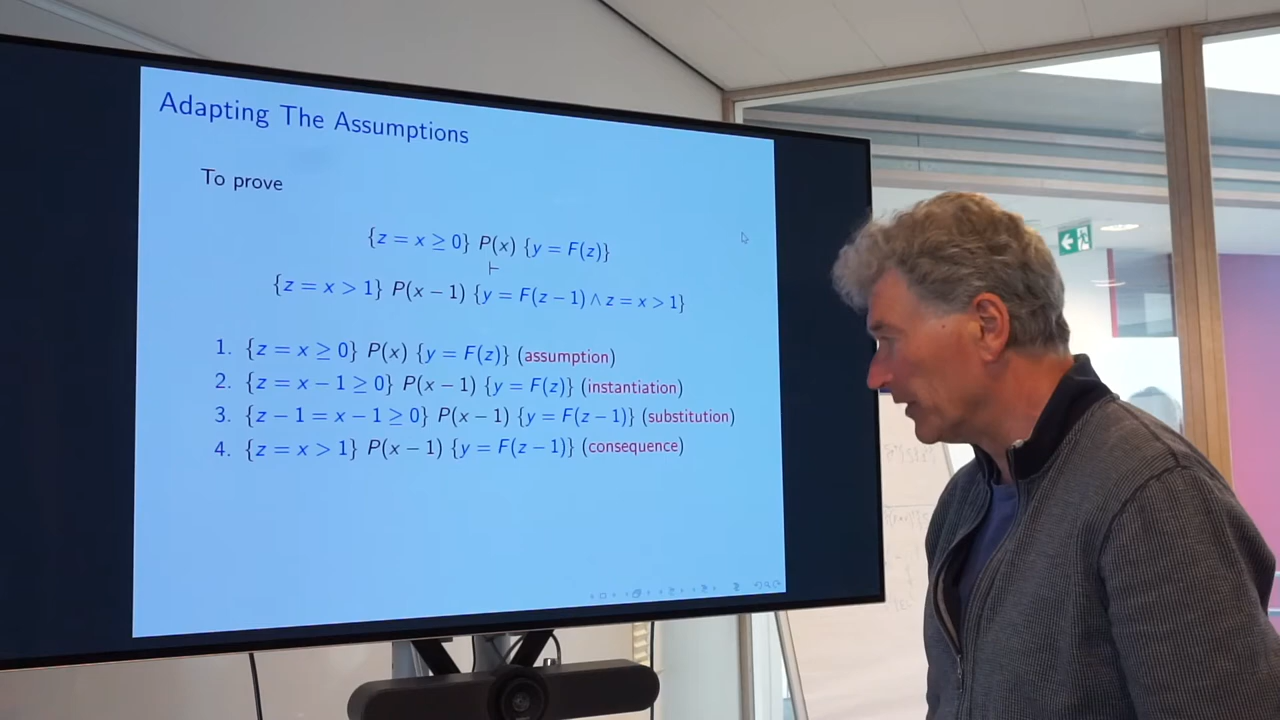 Adapting The Assumptions
To prove
{z = x ≥ 0} P(x) {y = F(z)}
⊢
{z = x > 1} P(x − 1) {y = F(z − 1) ∧ z = x > 1}
1. {z = x ≥ 0} P(x) {y = F(z)} (assumption)
2. {z = x − 1 ≥ 0} P(x − 1) {y = F(z)} (instantiation)
3. {z − 1 = x − 1 ≥ 0} P(x − 1) {y = F(z − 1)} (substitution)
4. {z = x > 1} P(x − 1) {y = F(z − 1)} (consequence)